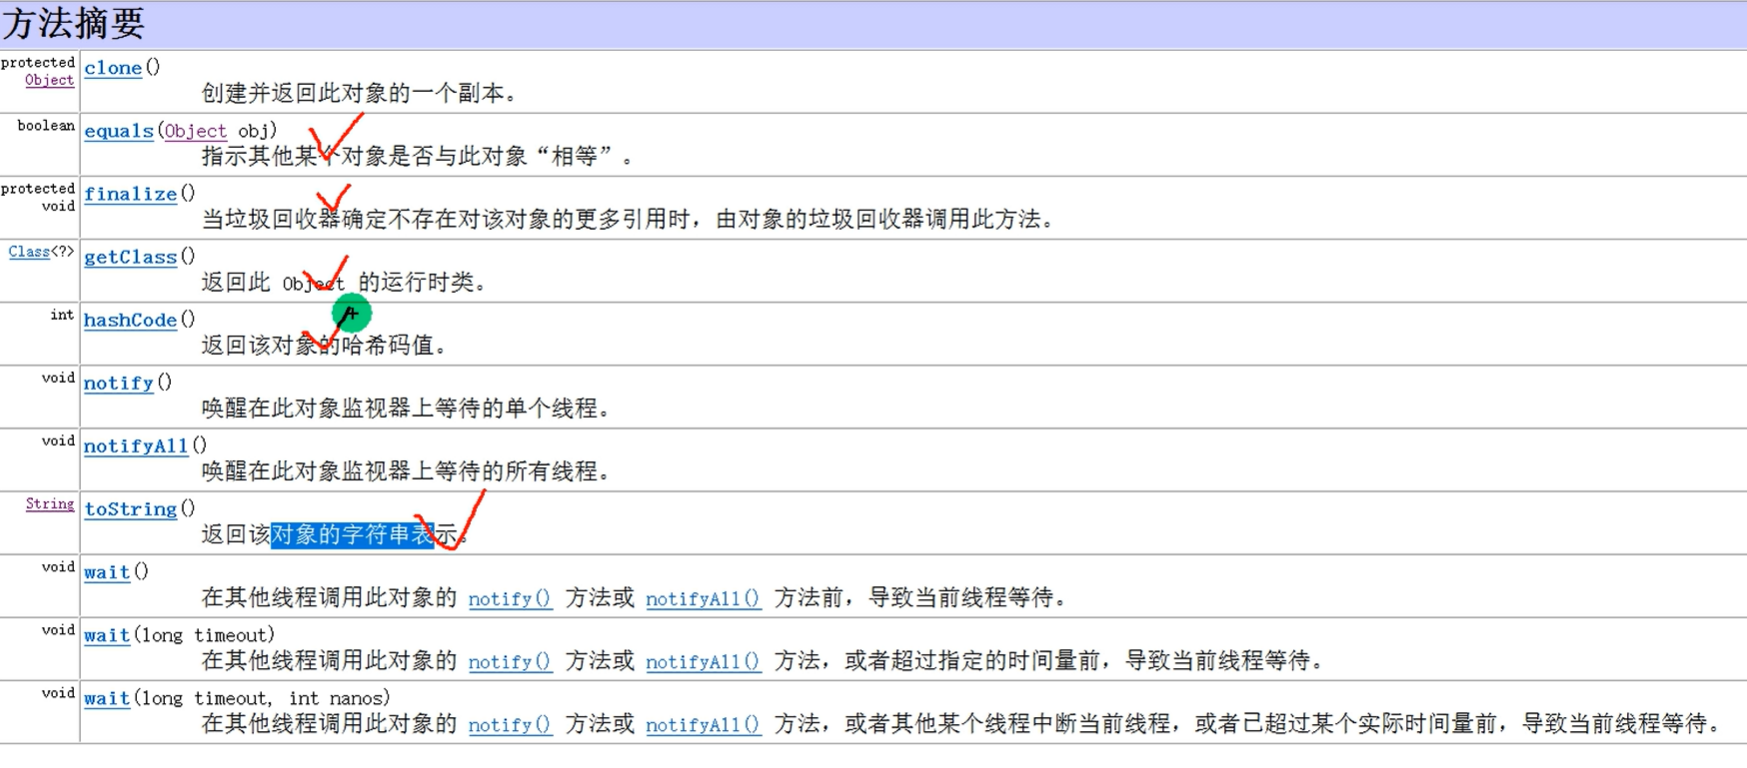 方法摘要
protected Object clone()
创建并返回此对象的一个副本。
boolean equals(Object obj)
指示其他某个对象是否与此对象“相等”。
protected void finalize()
当垃圾回收器确定不存在对该对象的更多引用时，由对象的垃圾回收器调用此方法。
Class<?> getClass()
返回此 Object 的运行时类。
int hashCode()
返回该对象的哈希码值。
void notify()
唤醒在此对象监视器上等待的单个线程。
void notifyAll()
唤醒在此对象监视器上等待的所有线程。
String toString()
返回该对象的字符串表示。
void wait()
在其他线程调用此对象的 notify() 方法或 notifyAll() 方法前，导致当前线程等待。
void wait(long timeout)
在其他线程调用此对象的 notify() 方法或 notifyAll() 方法，或者超过指定的时间量前，导致当前线程等待。
void wait(long timeout, int nanos)
在其他线程调用此对象的 notify() 方法或 notifyAll() 方法，或者其他某个线程中断当前线程，或者已超过某个实际时间量前，导致当前线程等待。